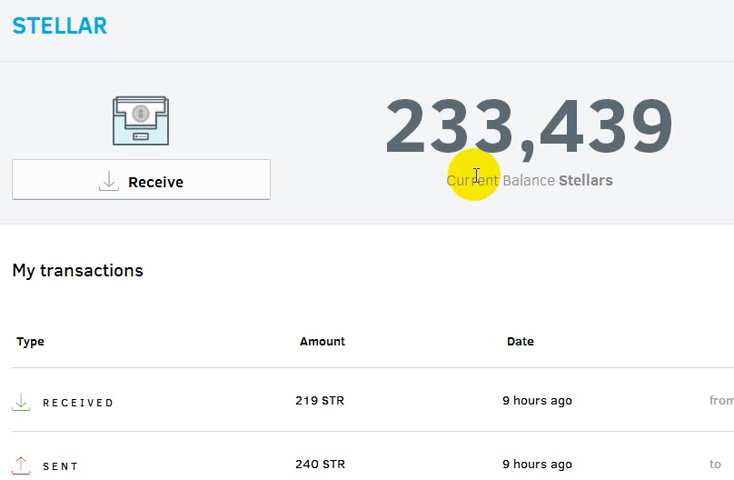 STELLAR
233,439
Receive
Current Balance Stellars
My transactions
Type Amount Date
RECEIVED 219 STR 9 hours ago from
SENT 240 STR 9 hours ago to